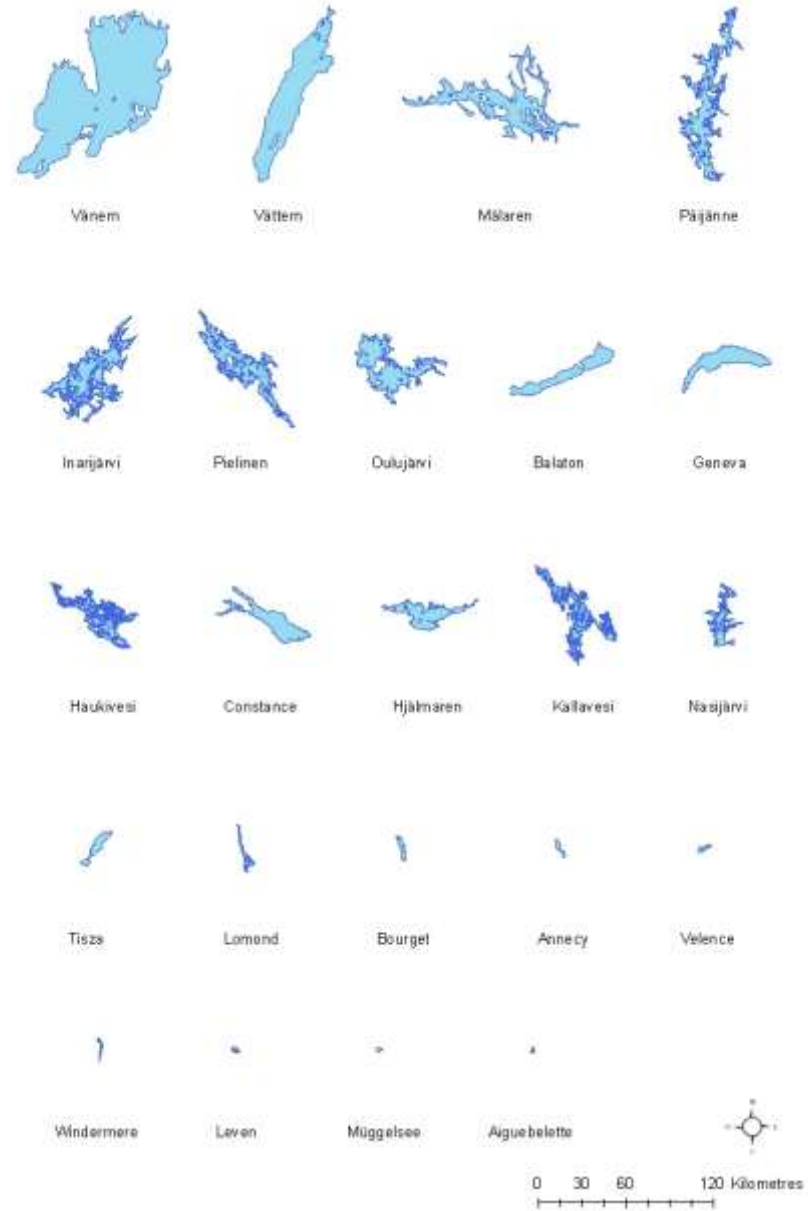 Vänern Vättern Mälaren Päijänne
Inarijärvi Pielinen Oulujärvi Balaton Geneva
Haukivesi Constance Hjälmaren Kallavesi Nasijärvi
Tisza Lomond Bourget Annecy Velence
Windermere Leven Müggelsee Aiguebelette
0 30 60 120 Kilometres